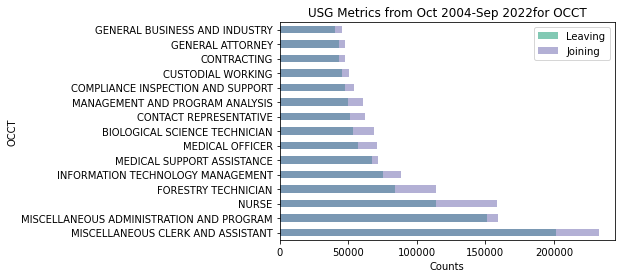 USG Metrics from Oct 2004-Sep 2022for OCCT
GENERAL BUSINESS AND INDUSTRY
GENERAL ATTORNEY
CONTRACTING
CUSTODIAL WORKING
COMPLIANCE INSPECTION AND SUPPORT
MANAGEMENT AND PROGRAM ANALYSIS
CONTACT REPRESENTATIVE
BIOLOGICAL SCIENCE TECHNICIAN
MEDICAL OFFICER
MEDICAL SUPPORT ASSISTANCE
INFORMATION TECHNOLOGY MANAGEMENT
FORESTRY TECHNICIAN
NURSE
MISCELLANEOUS ADMINISTRATION AND PROGRAM
MISCELLANEOUS CLERK AND ASSISTANT
OCCT
Leaving
Joining
0 50000 100000 150000 200000
Counts